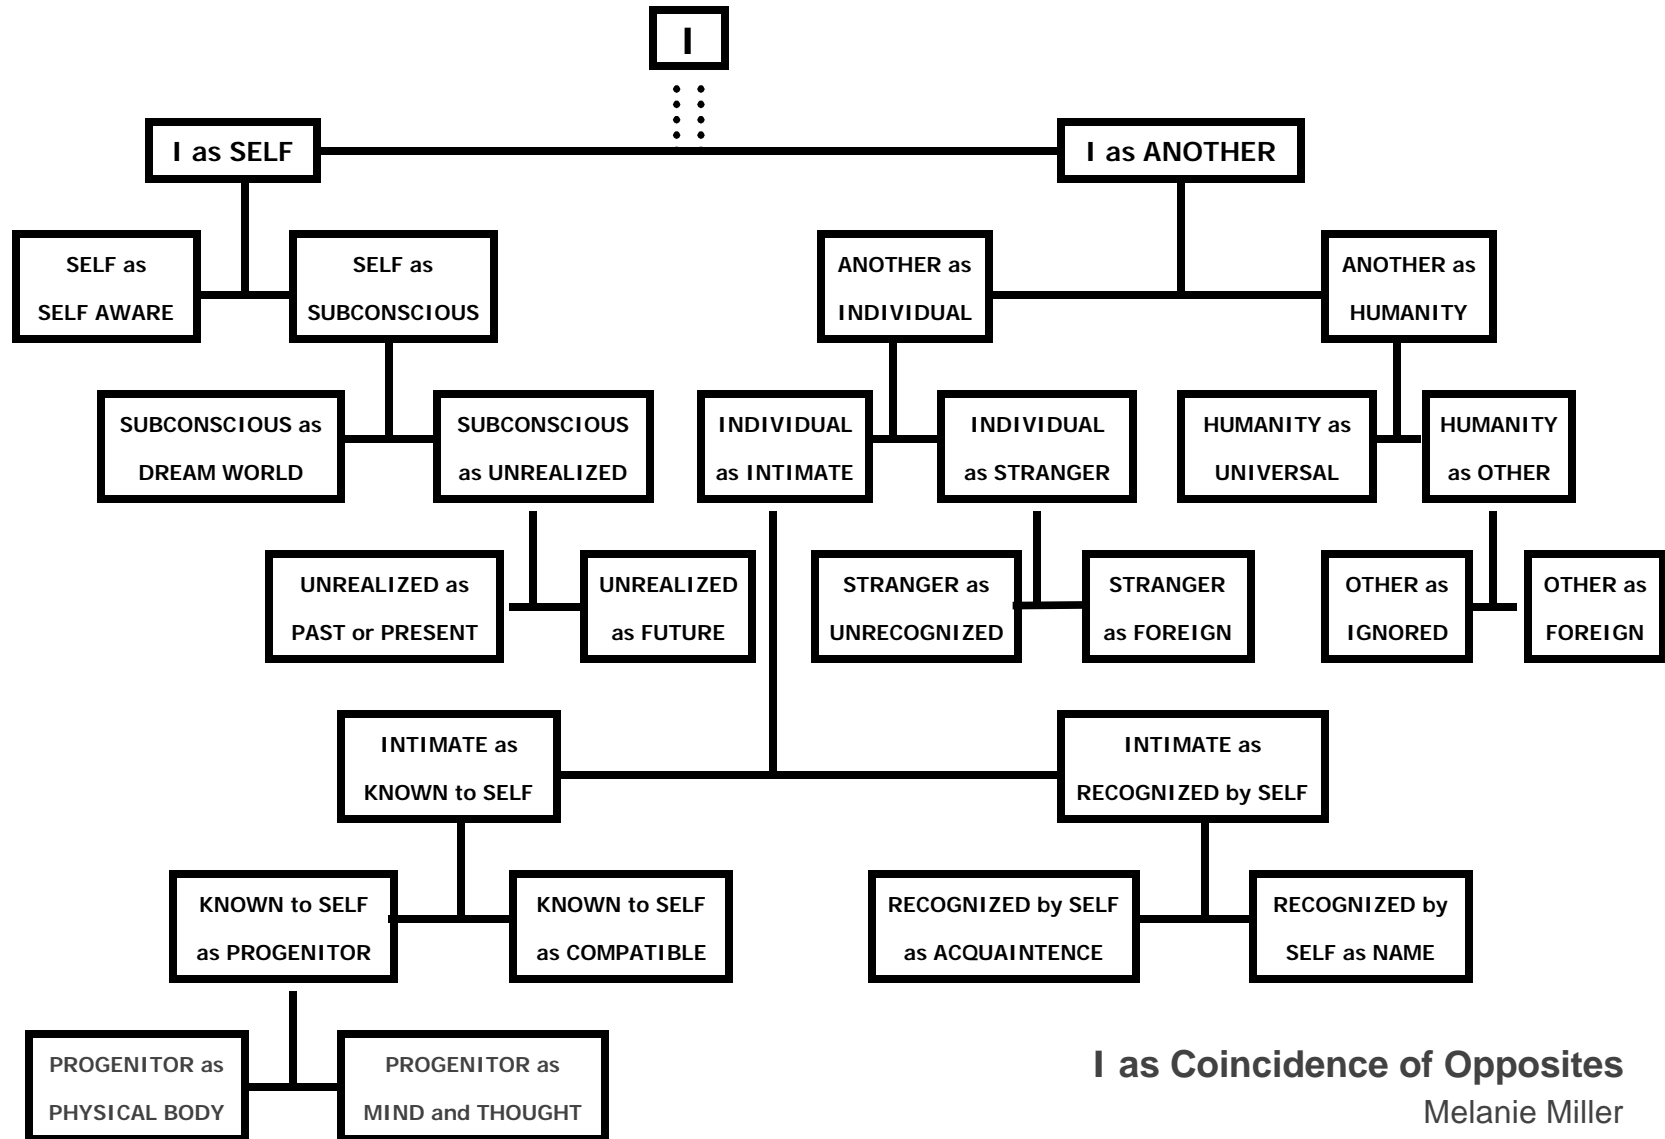 I
I as SELF
I as ANOTHER
SELF as
SELF AWARE
SELF as
SUBCONSCIOUS
ANOTHER as
INDIVIDUAL
ANOTHER as
HUMANITY
SUBCONSCIOUS as
DREAM WORLD
SUBCONSCIOUS
as UNREALIZED
INDIVIDUAL
as INTIMATE
INDIVIDUAL
as STRANGER
HUMANITY as
UNIVERSAL
HUMANITY
as OTHER
UNREALIZED as
PAST or PRESENT
UNREALIZED
as FUTURE
STRANGER as
UNRECOGNIZED
STRANGER
as FOREIGN
OTHER as
IGNORED
OTHER as
FOREIGN
INTIMATE as
KNOWN to SELF
INTIMATE as
RECOGNIZED by SELF
KNOWN to SELF
as PROGENITOR
KNOWN to SELF
as COMPATIBLE
RECOGNIZED by SELF
as ACQUAINTENCE
RECOGNIZED by
SELF as NAME
PROGENITOR as
PHYSICAL BODY
PROGENITOR as
MIND and THOUGHT
I as Coincidence of Opposites
Melanie Miller